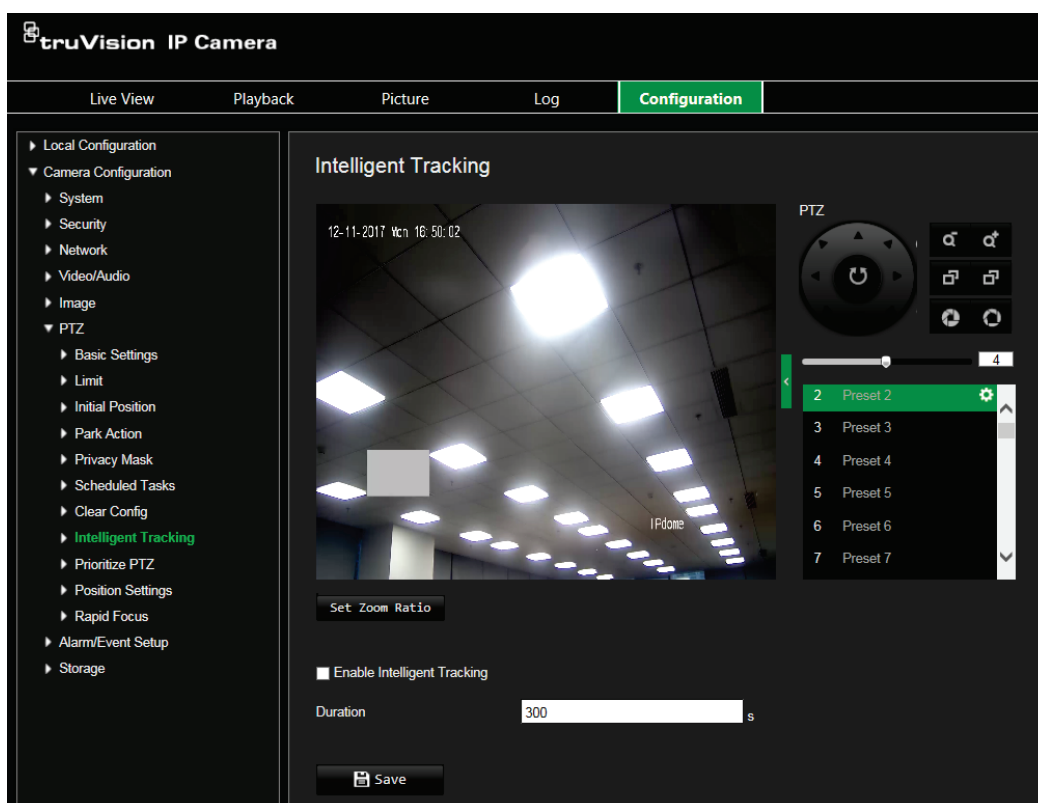 truVision IP Camera
Live View Playback Picture Log Configuration
Local Configuration
Camera Configuration
System
Security
Network
Video/Audio
Image
PTZ
Basic Settings
Limit
Initial Position
Park Action
Privacy Mask
Scheduled Tasks
Clear Config
Intelligent Tracking
Prioritize PTZ
Position Settings
Rapid Focus
Alarm/Event Setup
Storage
Intelligent Tracking
12-11-2017 Mon 16:50:02
IPdome
PTZ
4
2 Preset 2
3 Preset 3
4 Preset 4
5 Preset 5
6 Preset 6
7 Preset 7
Set Zoom Ratio
Enable Intelligent Tracking
Duration 300 s
Save